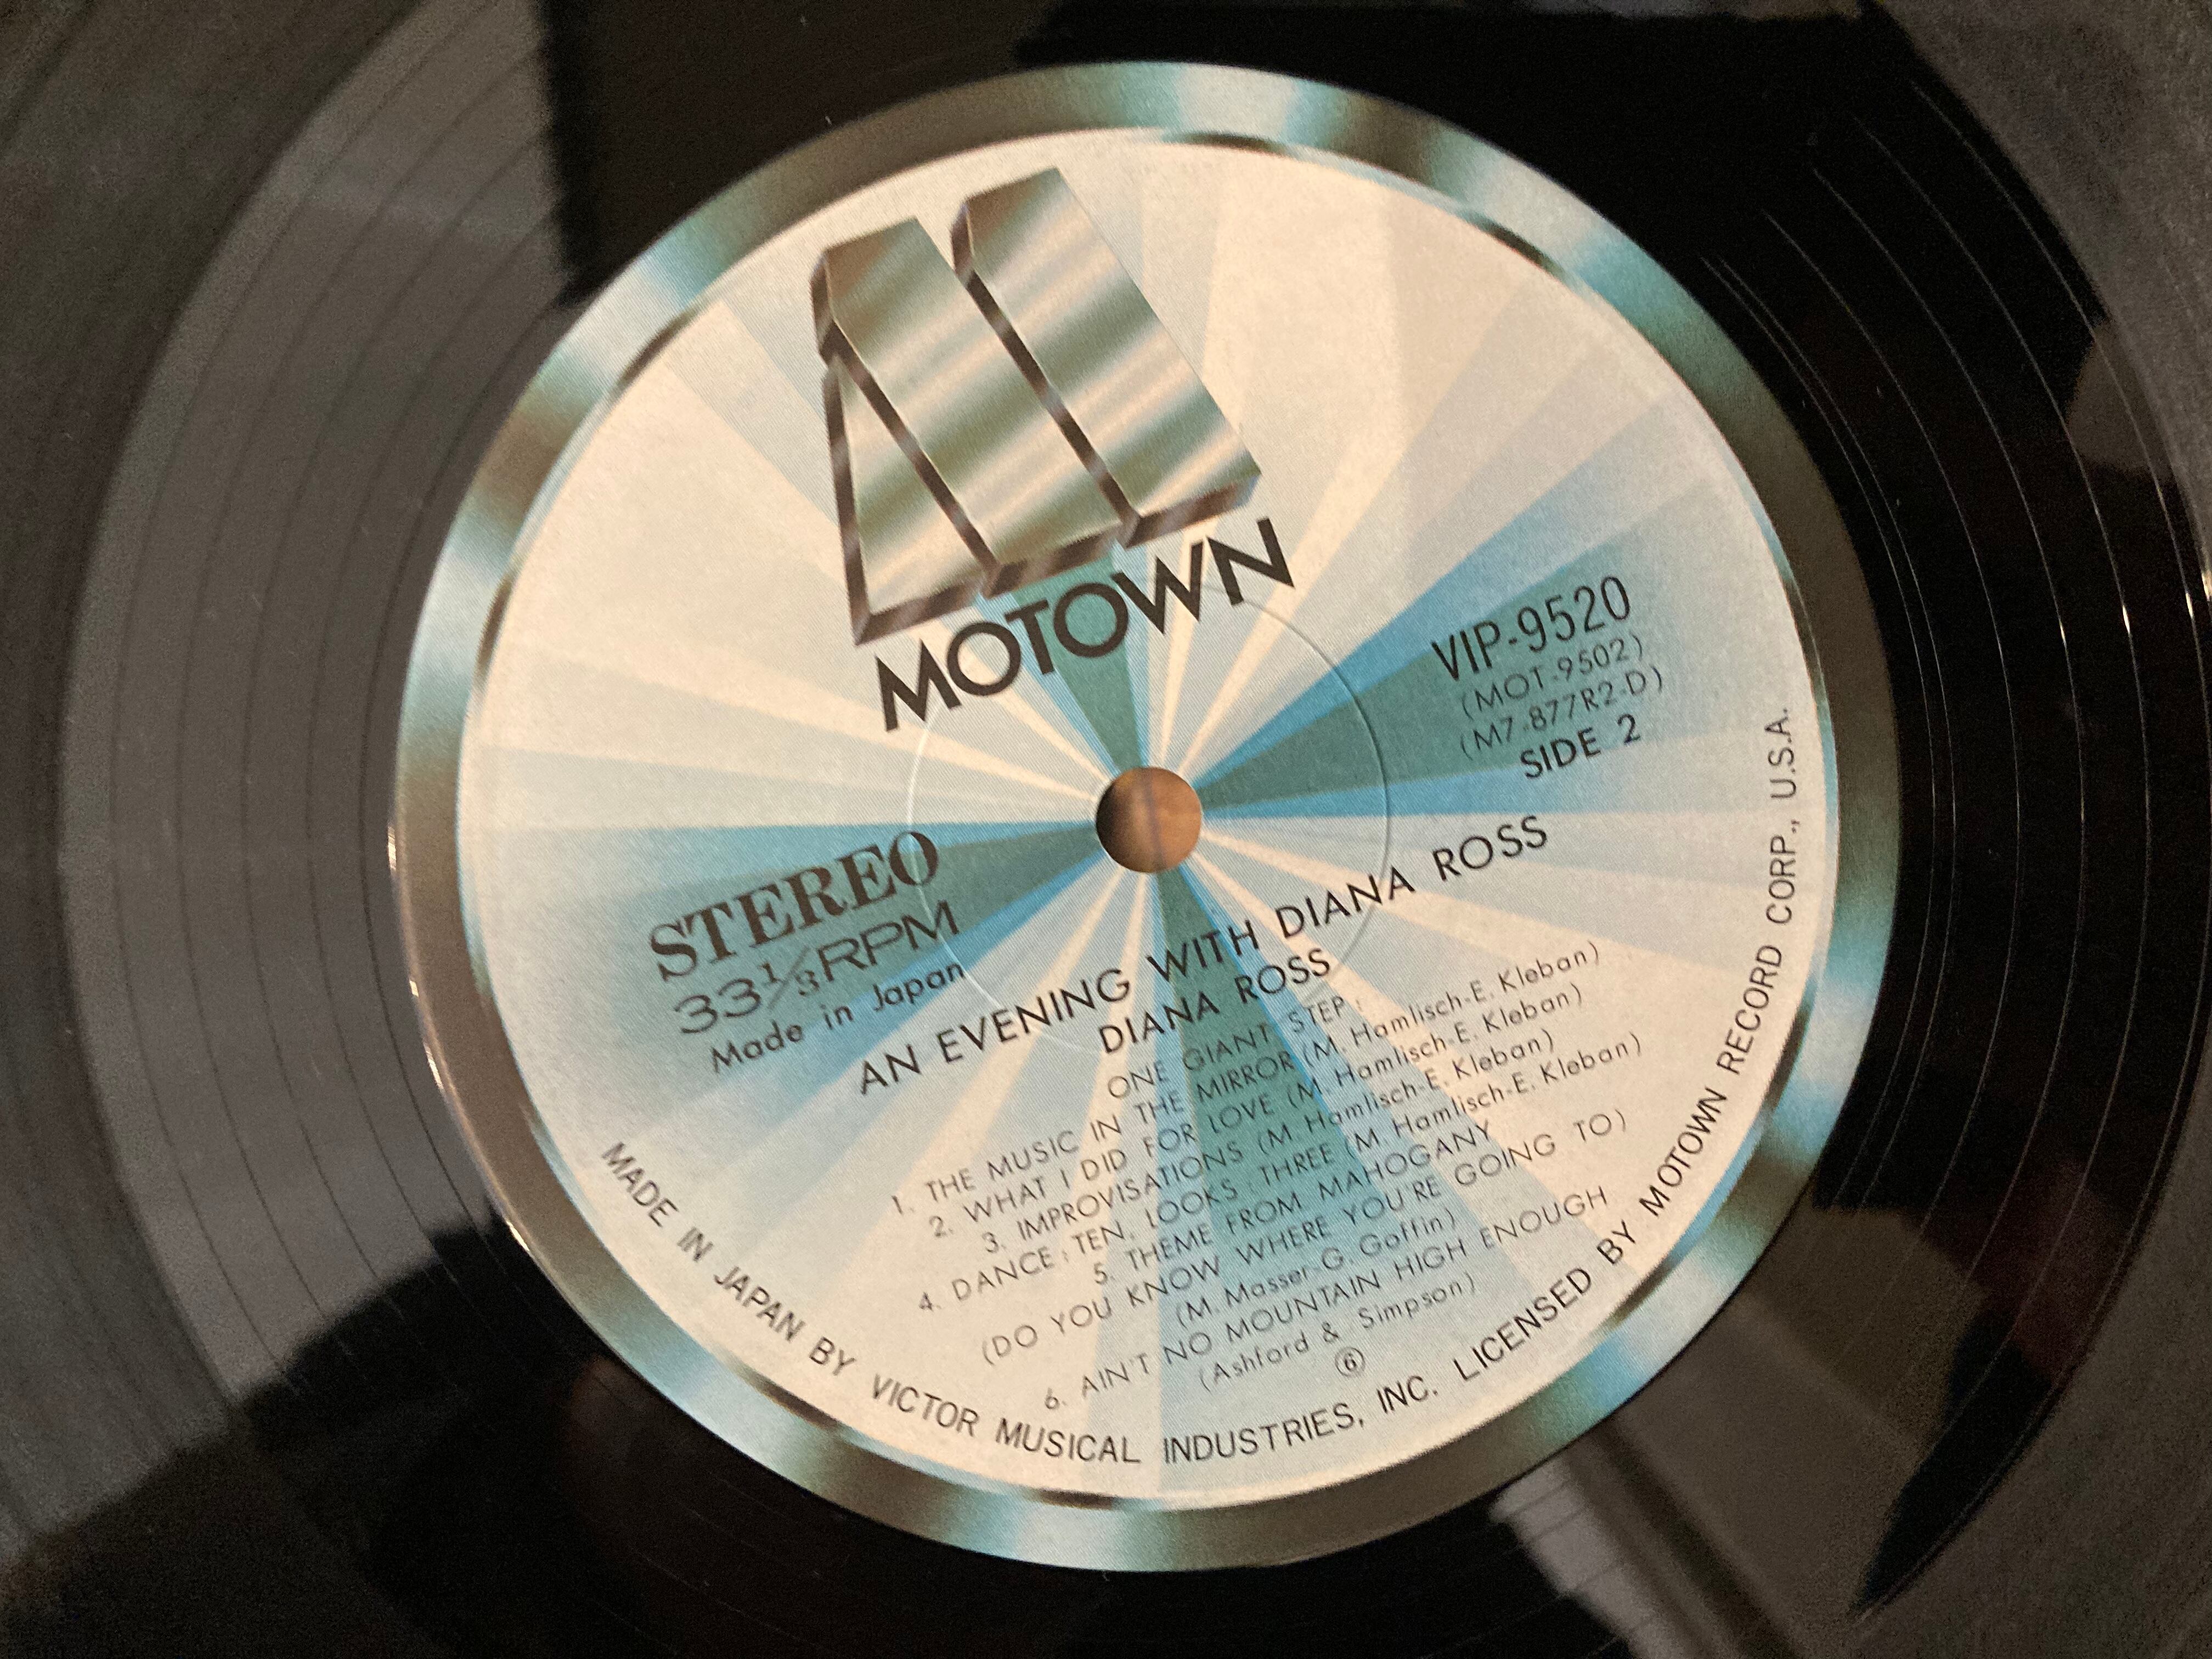 MOTOWN
VIP-9520
(MOT-9502)
(M7-877R2-D)
SIDE 2
STEREO
33 1/3 RPM
Made in Japan
AN EVENING WITH DIANA ROSS
DIANA ROSS
ONE GIANT STEP:
1. THE MUSIC IN THE MIRROR (M. Hamlisch-E. Kleban)
2. WHAT I DID FOR LOVE (M. Hamlisch-E. Kleban)
3. IMPROVISATIONS (M. Hamlisch-E. Kleban)
4. DANCE: TEN, LOOKS: THREE (M. Hamlisch-E. Kleban)
5. THEME FROM MAHOGANY
(DO YOU KNOW WHERE YOU'RE GOING TO)
(M. Masser-G. Goffin)
6. AIN'T NO MOUNTAIN HIGH ENOUGH
(Ashford & Simpson)
⑥
MADE IN JAPAN BY VICTOR MUSICAL INDUSTRIES, INC. LICENSED BY MOTOWN RECORD CORP., U.S.A.